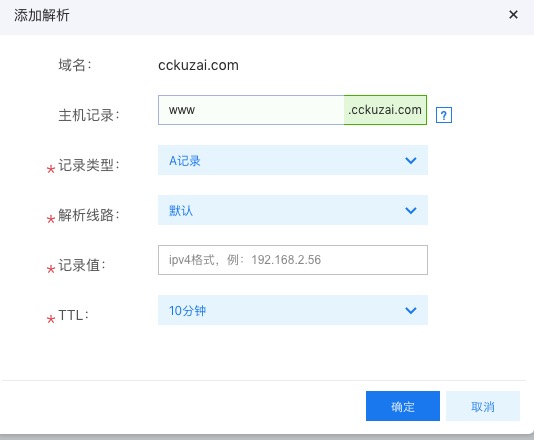 添加解析 ×
域名： cckuzai.com
主机记录： www .cckuzai.com ?
* 记录类型： A记录
* 解析线路： 默认
* 记录值： ipv4格式，例：192.168.2.56
* TTL： 10分钟
确定 取消